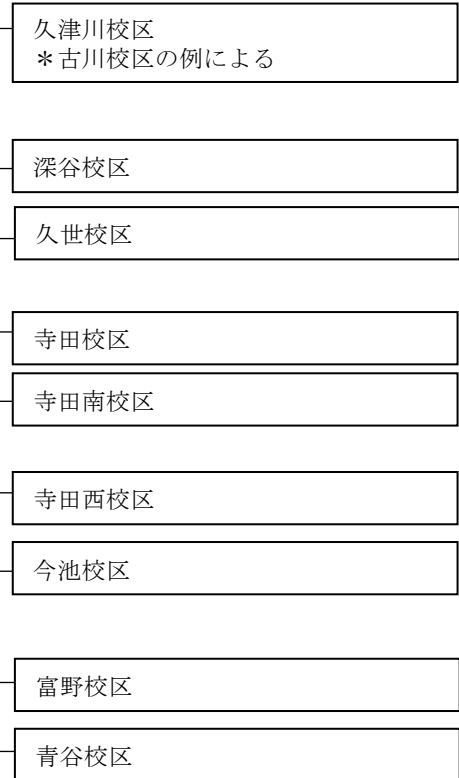 久津川校区
＊古川校区の例による
深谷校区
久世校区
寺田校区
寺田南校区
寺田西校区
今池校区
富野校区
青谷校区